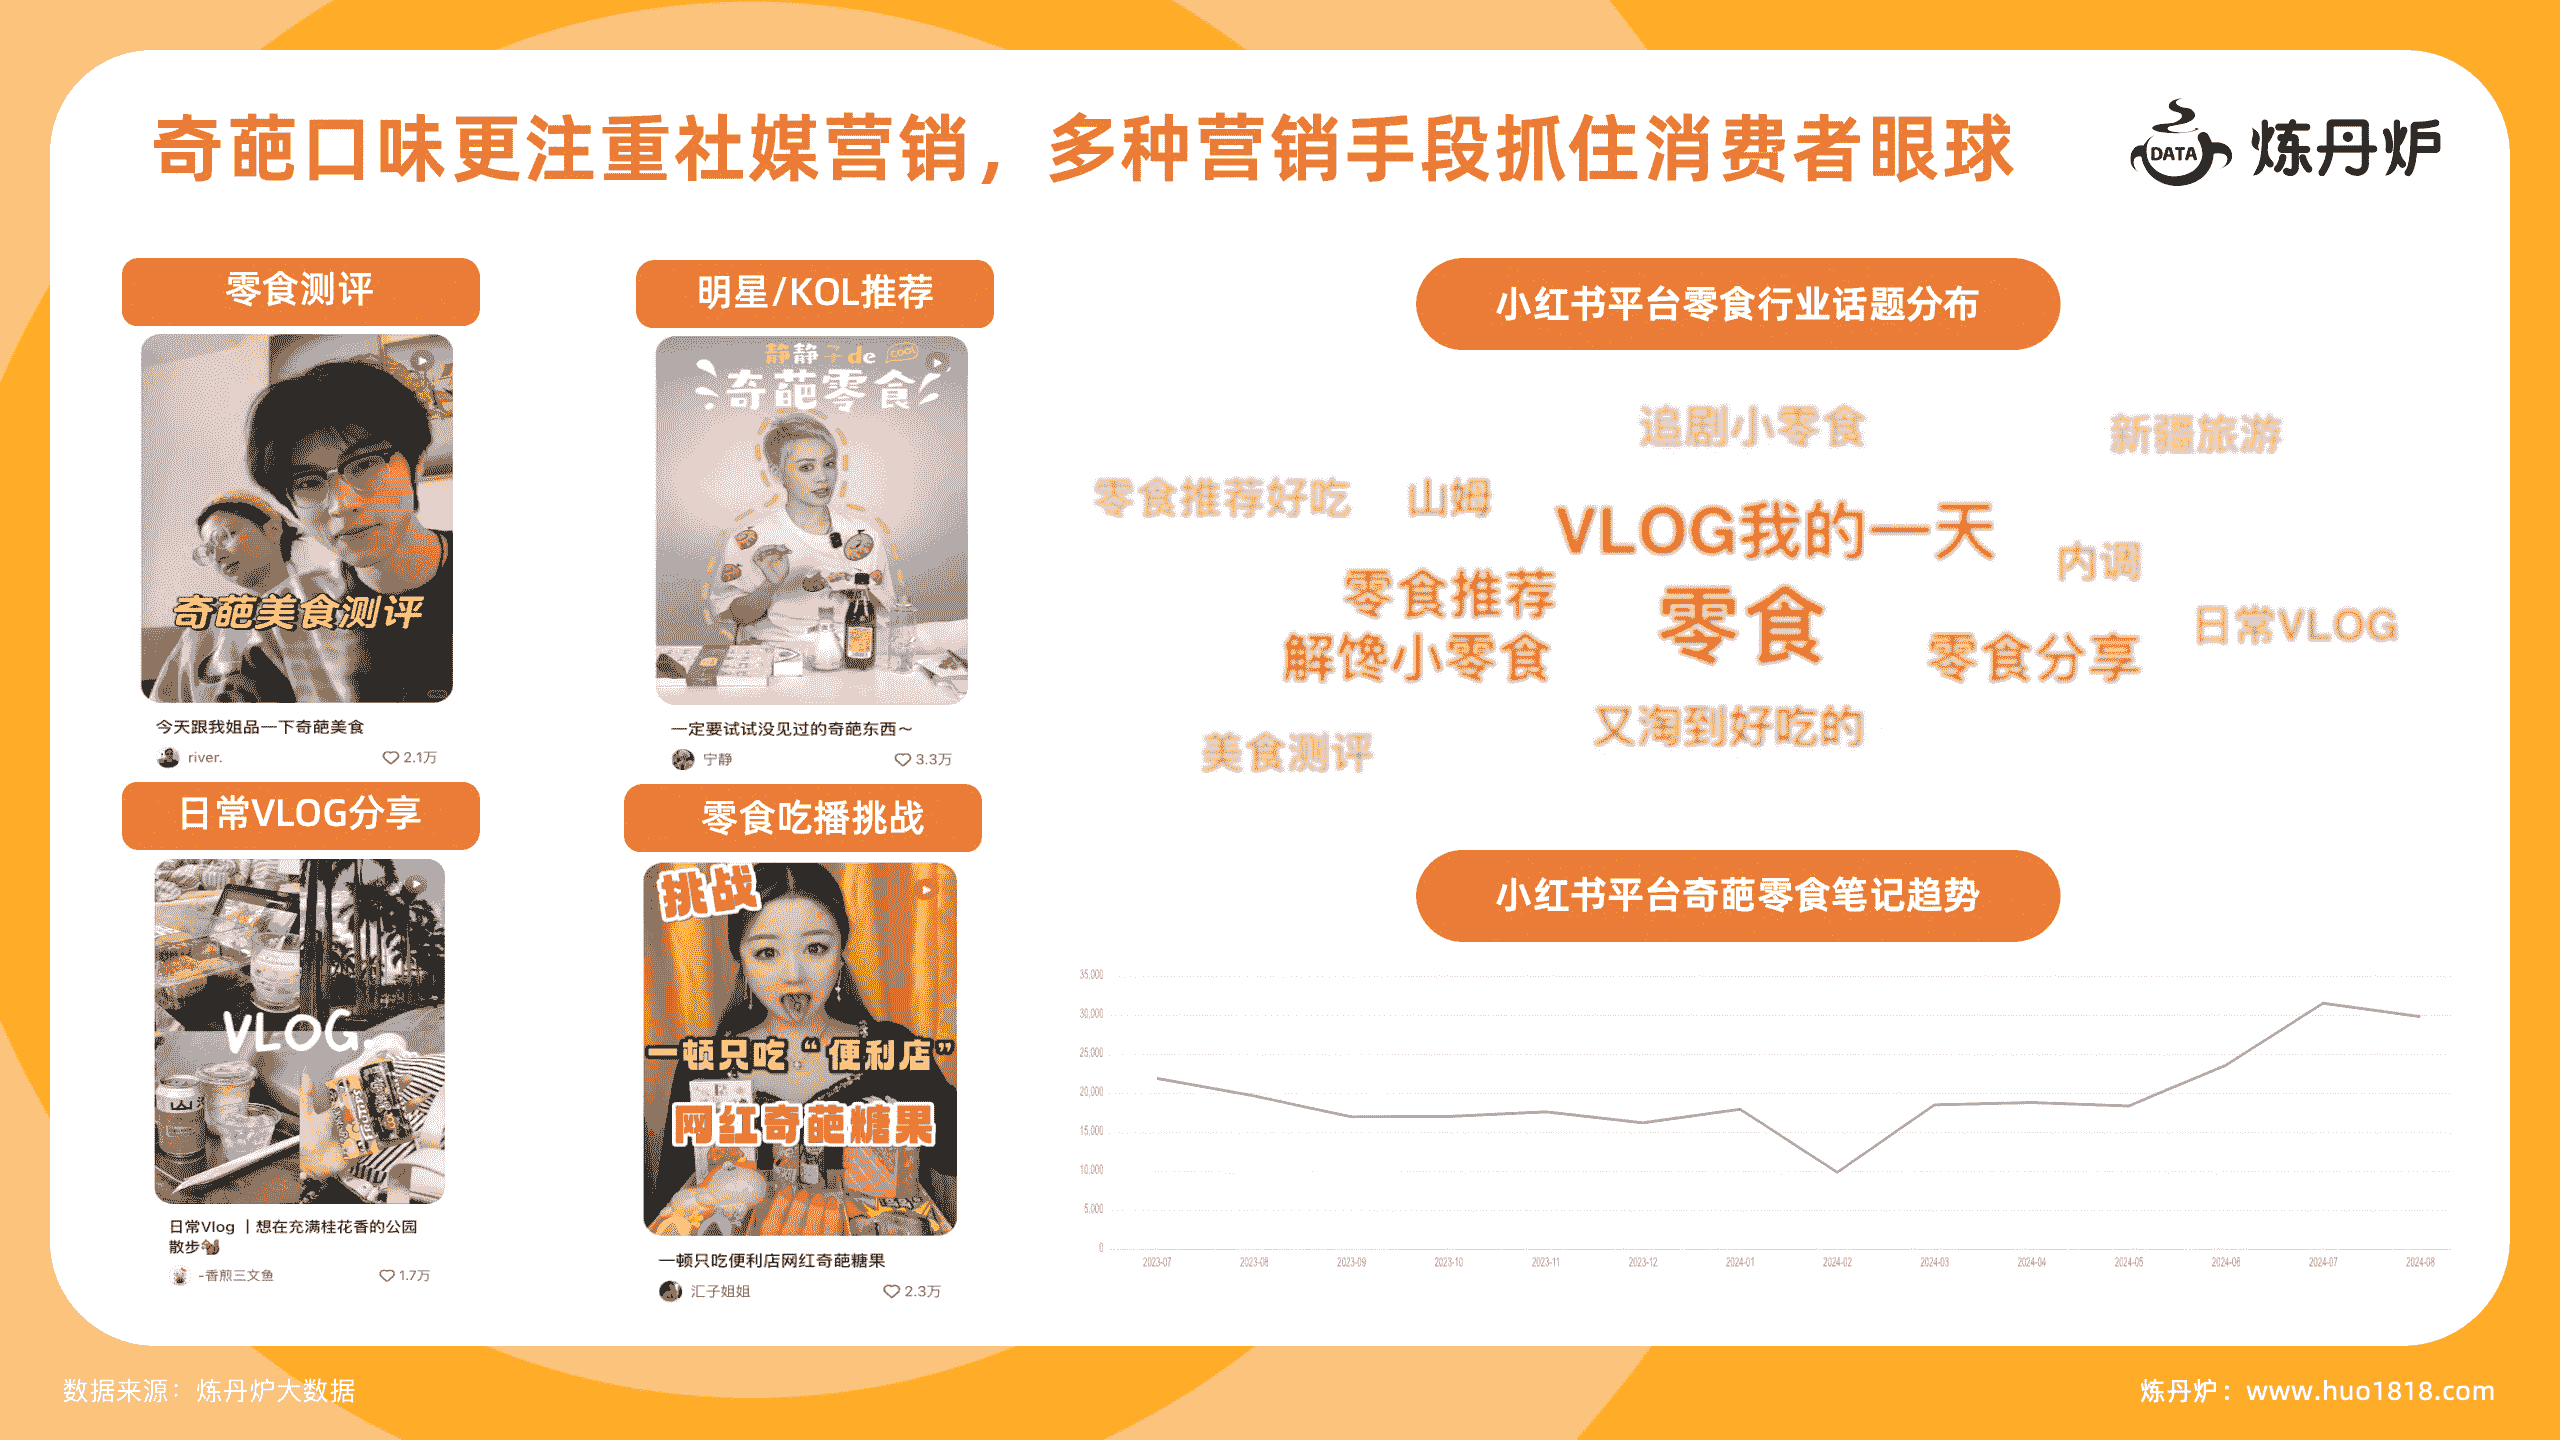 奇葩口味更注重社媒营销，多种营销手段抓住消费者眼球
DATA
炼丹炉
零食测评
奇葩美食测评
今天跟我姐品一下奇葩美食
river.
2.1万
明星/KOL推荐
静静子de cool
奇葩零食
一定要试试没见过的奇葩东西～
宁静
3.3万
日常VLOG分享
VLOG.
日常Vlog ｜想在充满桂花香的公园
散步🐿️
-香煎三文鱼
1.7万
零食吃播挑战
挑战
一顿只吃“便利店”
网红奇葩糖果
一顿只吃便利店网红奇葩糖果
汇子姐姐
2.3万
小红书平台零食行业话题分布
追剧小零食
新疆旅游
零食推荐好吃
山姆
VLOG我的一天
内调
零食推荐
零食
日常VLOG
解馋小零食
零食分享
又淘到好吃的
美食测评
小红书平台奇葩零食笔记趋势
35,000
30,000
25,000
20,000
15,000
10,000
5,000
0
2023-07 2023-08 2023-09 2023-10 2023-11 2023-12 2024-01 2024-02 2024-03 2024-04 2024-05 2024-06 2024-07 2024-08
数据来源：炼丹炉大数据
炼丹炉：www.huo1818.com